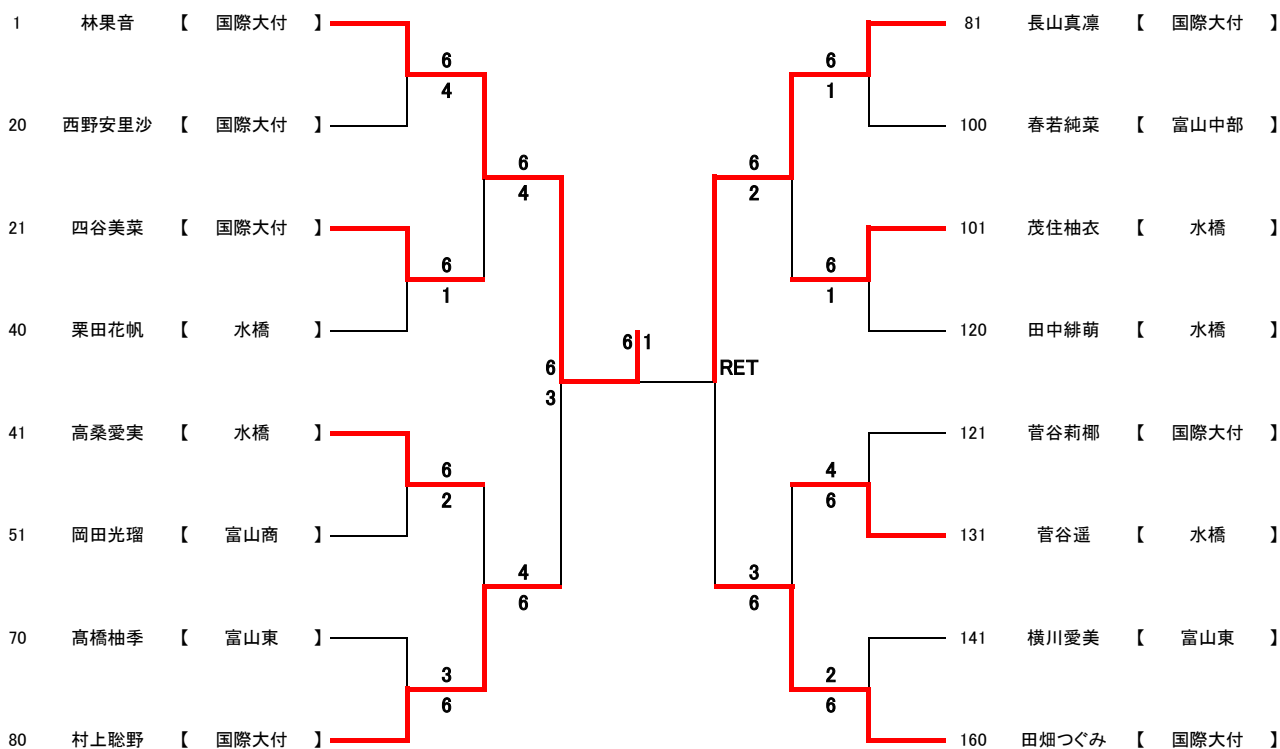 1 林果音 【 国際大付 】
6
4
20 西野安里沙 【 国際大付 】
6
4
21 四谷美菜 【 国際大付 】
6
1
40 栗田花帆 【 水橋 】
6
3
41 高桑愛実 【 水橋 】
6
2
51 岡田光瑠 【 富山商 】
4
6
70 髙橋柚季 【 富山東 】
3
6
80 村上聡野 【 国際大付 】
6 1
81 長山真凛 【 国際大付 】
6
1
100 春若純菜 【 富山中部 】
6
2
101 茂住柚衣 【 水橋 】
6
1
120 田中緋萌 【 水橋 】
RET
121 菅谷莉椰 【 国際大付 】
4
6
131 菅谷遥 【 水橋 】
3
6
141 横川愛美 【 富山東 】
2
6
160 田畑つぐみ 【 国際大付 】